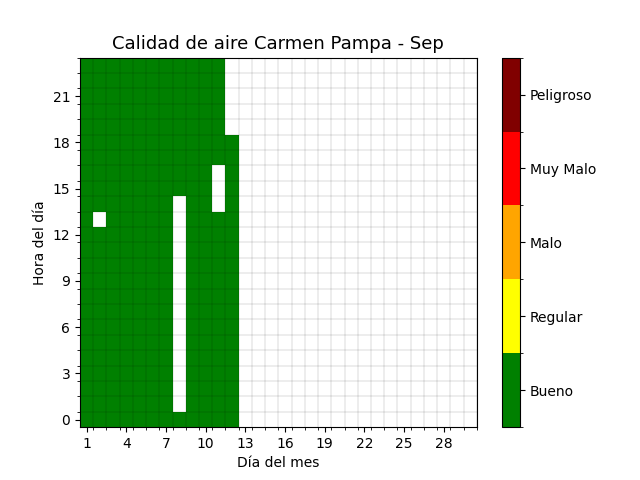 Calidad de aire Carmen Pampa - Sep
Hora del día
21
18
15
12
9
6
3
0
1 4 7 10 13 16 19 22 25 28
Día del mes
Peligroso
Muy Malo
Malo
Regular
Bueno